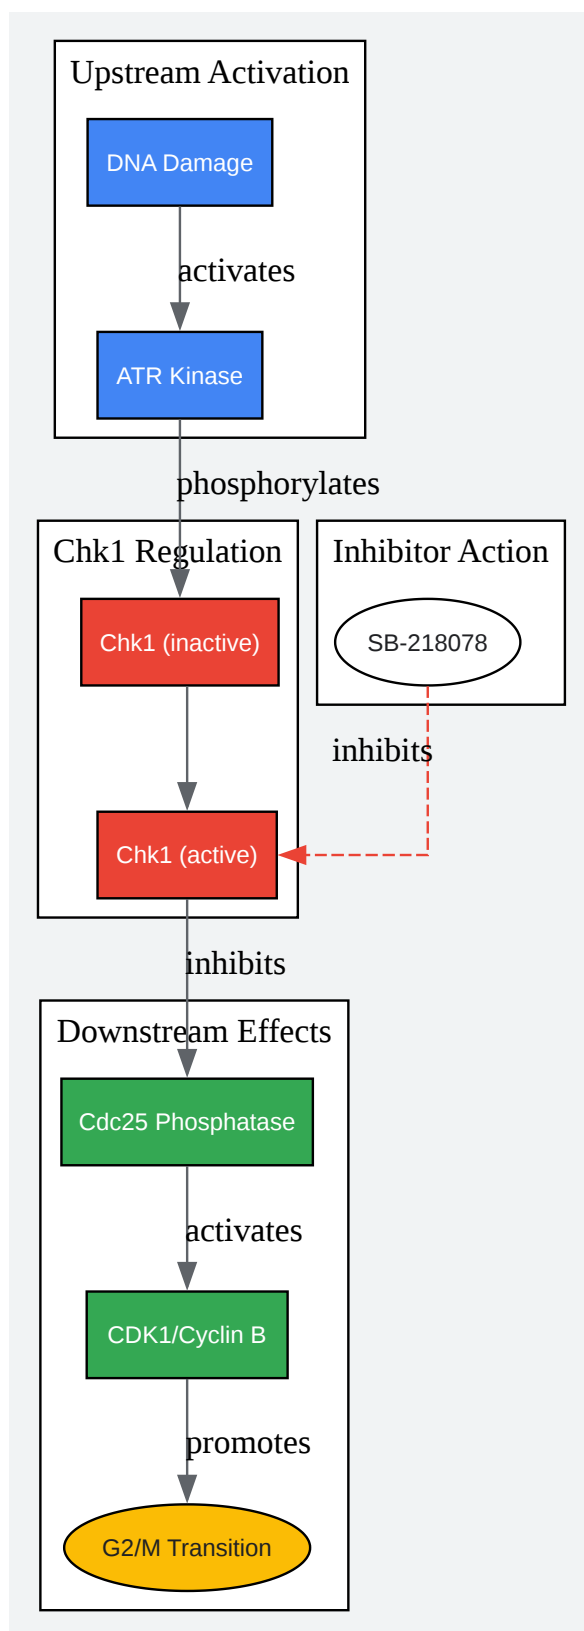 Upstream Activation
DNA Damage
activates
ATR Kinase
phosphorylates
Chk1 Regulation
Inhibitor Action
Chk1 (inactive)
SB-218078
inhibits
Chk1 (active)
inhibits
Downstream Effects
Cdc25 Phosphatase
activates
CDK1/Cyclin B
promotes
G2/M Transition